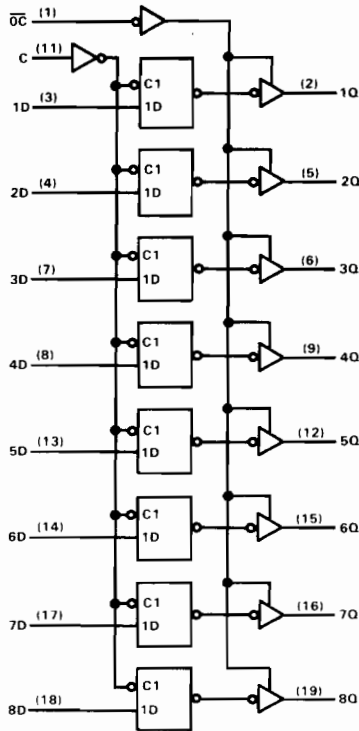 OC (1)
C (11)
C1 (2) 1Q
1D (3) 1D
C1 (5) 2Q
2D (4) 1D
C1 (6) 3Q
3D (7) 1D
C1 (9) 4Q
4D (8) 1D
C1 (12) 5Q
5D (13) 1D
C1 (15) 6Q
6D (14) 1D
C1 (16) 7Q
7D (17) 1D
C1 (19) 8Q
8D (18) 1D